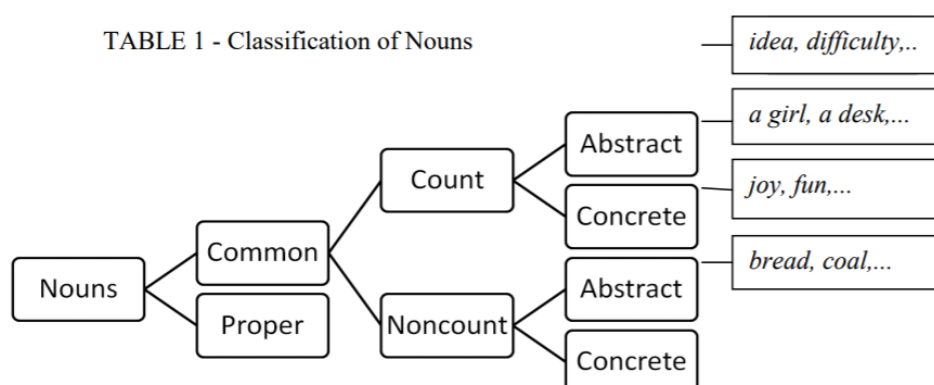 TABLE 1 - Classification of Nouns
idea, difficulty,..
a girl, a desk,...
Abstract
Count
joy, fun,...
Concrete
Common
bread, coal,...
Nouns
Abstract
Proper
Noncount
Concrete